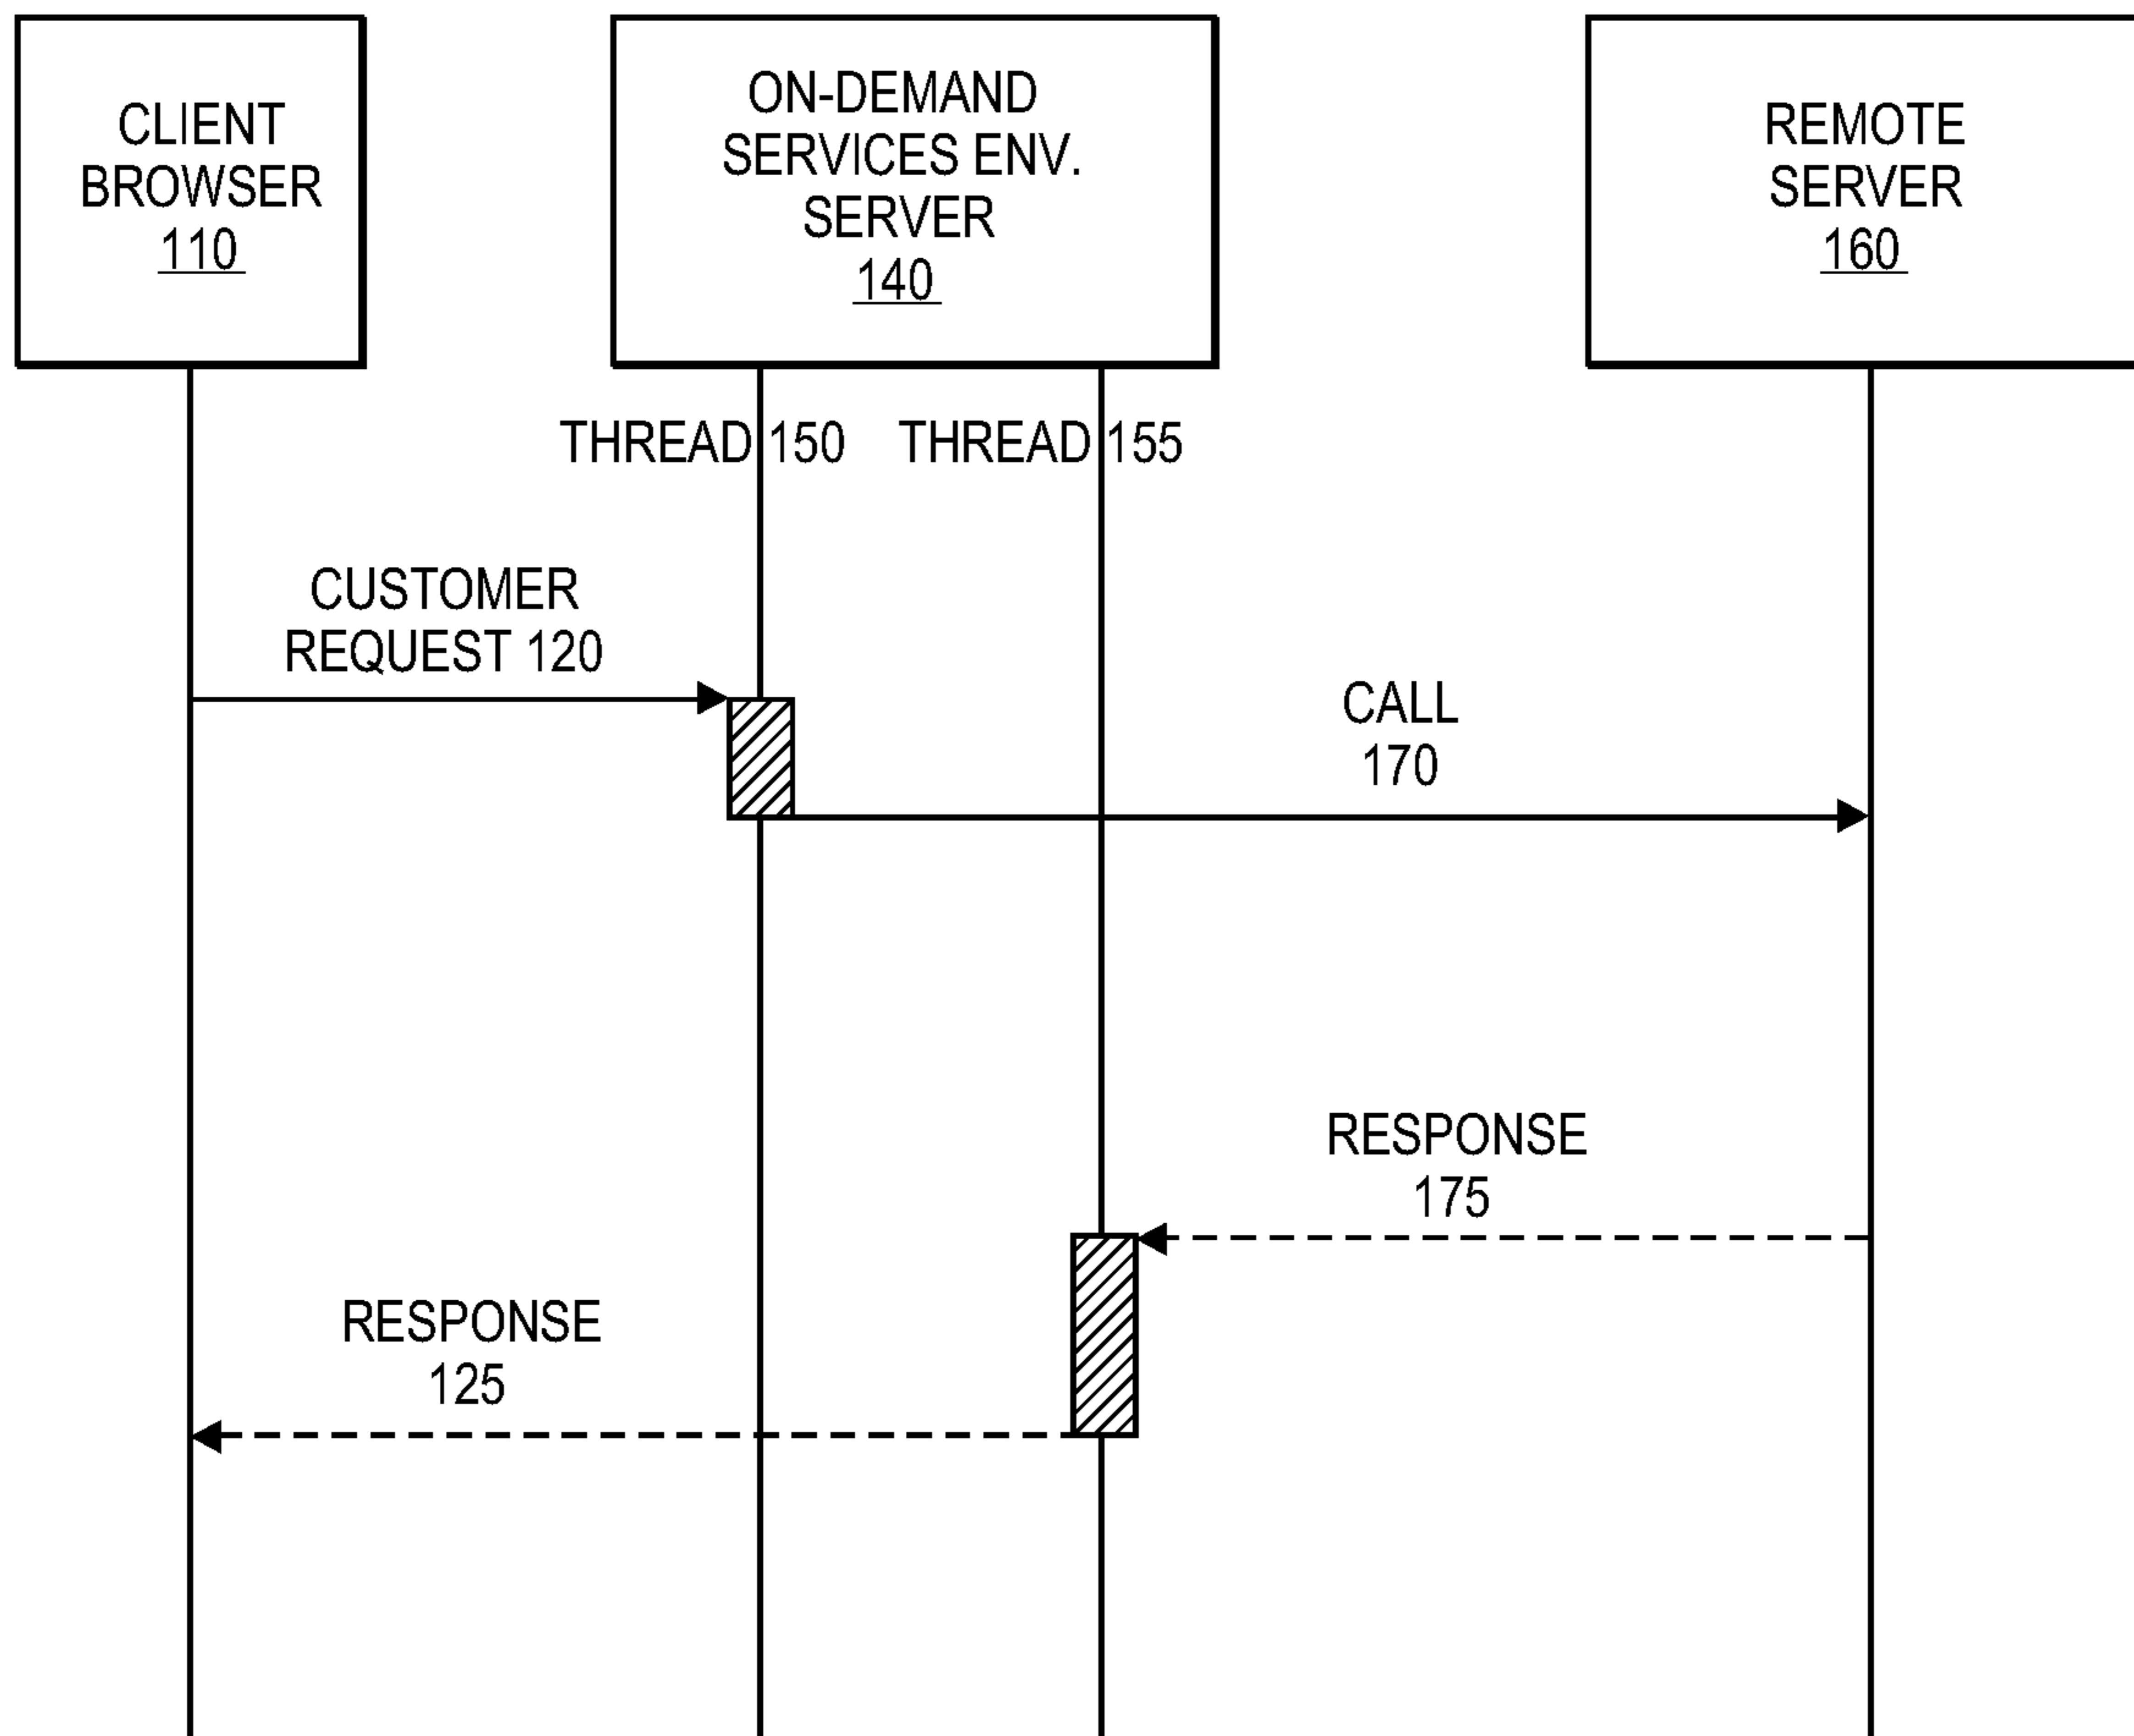 CLIENT
BROWSER
110
ON-DEMAND
SERVICES ENV.
SERVER
140
REMOTE
SERVER
160
THREAD 150
THREAD 155
CUSTOMER
REQUEST 120
CALL
170
RESPONSE
175
RESPONSE
125